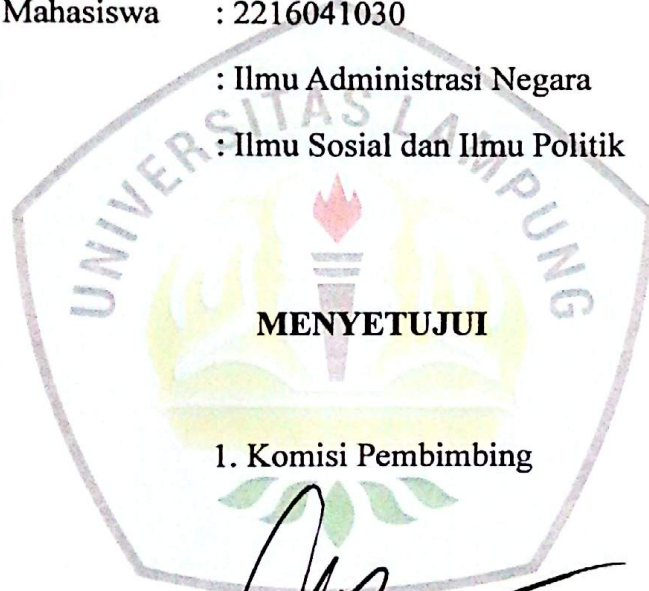 Mahasiswa : 2216041030
: Ilmu Administrasi Negara
: Ilmu Sosial dan Ilmu Politik
UNIVERSITAS LAMPUNG
MENYETUJUI
1. Komisi Pembimbing